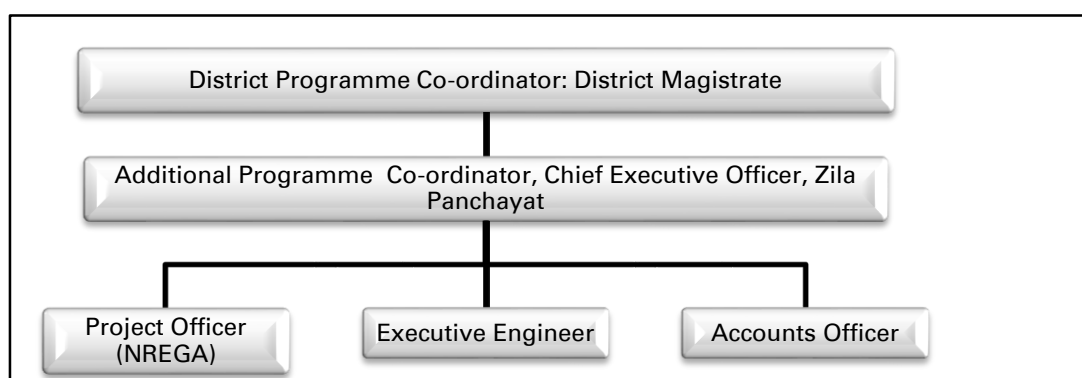 District Programme Co-ordinator: District Magistrate
Additional Programme Co-ordinator, Chief Executive Officer, Zila
Panchayat
Project Officer
(NREGA)
Executive Engineer
Accounts Officer